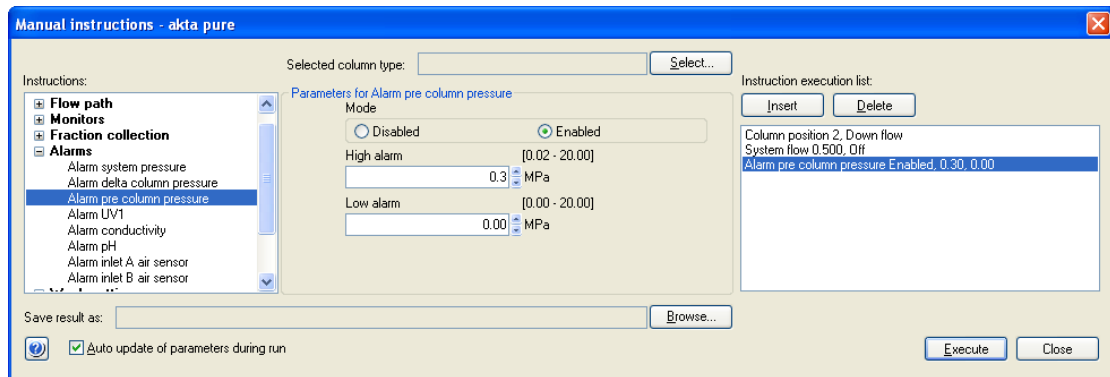 Manual instructions - akta pure
Selected column type:
Select...
Instructions:
Flow path
Monitors
Fraction collection
Alarms
Alarm system pressure
Alarm delta column pressure
Alarm pre column pressure
Alarm UV1
Alarm conductivity
Alarm pH
Alarm inlet A air sensor
Alarm inlet B air sensor
Parameters for Alarm pre column pressure
Mode
Disabled
Enabled
High alarm [0.02 - 20.00]
0.3 MPa
Low alarm [0.00 - 20.00]
0.00 MPa
Instruction execution list:
Insert
Delete
Column position 2, Down flow
System flow 0.500, Off
Alarm pre column pressure Enabled, 0.30, 0.00
Save result as:
Browse...
Auto update of parameters during run
Execute
Close